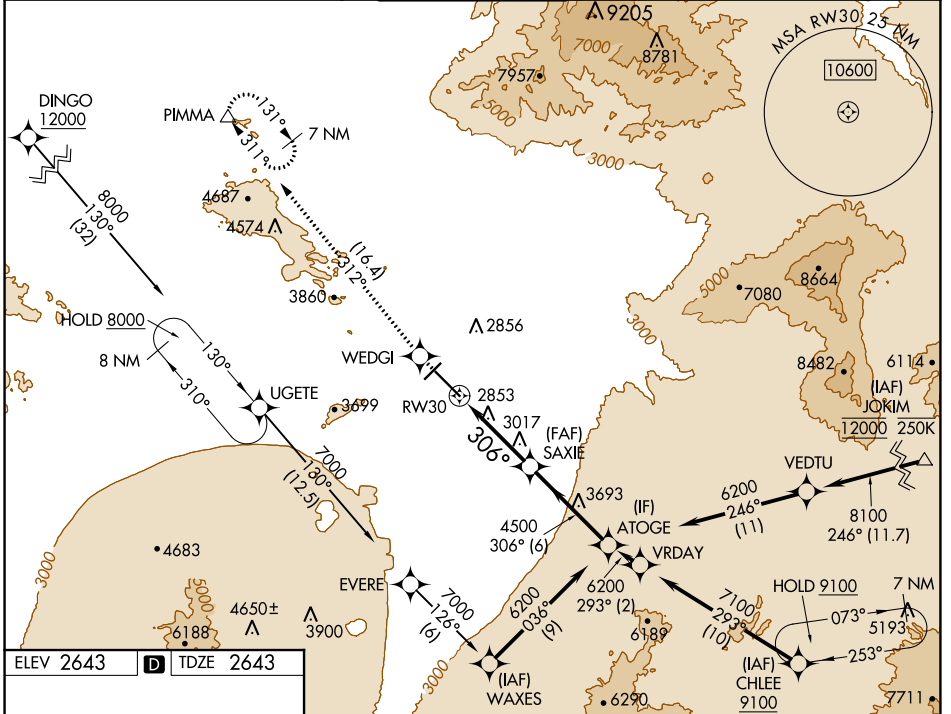 9205
7000
8781
7957
5000
3000
MSA RW30 25 NM
10600
DINGO
12000
PIMMA
131°
311°
7 NM
8000
130°
(32)
4687
4574
(16.4)
312°
3860
2856
5000
7080
8664
3000
HOLD 8000
8 NM
130°
310°
UGETE
WEDGI
RW30
2853
3017
3699
306°
(FAF)
SAXIE
8482
6114
(IAF)
JOKIM
12000 250K
VEDTU
6200
246°
(11)
8100
246° (11.7)
7000
130°
(12.5)
3693
(IF)
ATOGE
4500
306° (6)
VRDAY
6200
293° (2)
3000
4683
5000
4650±
6188
3900
EVERE
7000
126°
(6)
6200
036°
(9)
(IAF)
WAXES
3000
7100
293°
(10)
HOLD 9100
7 NM
073°
5193
253°
6189
6290
(IAF)
CHLEE
9100
7711
ELEV 2643 D TDZE 2643